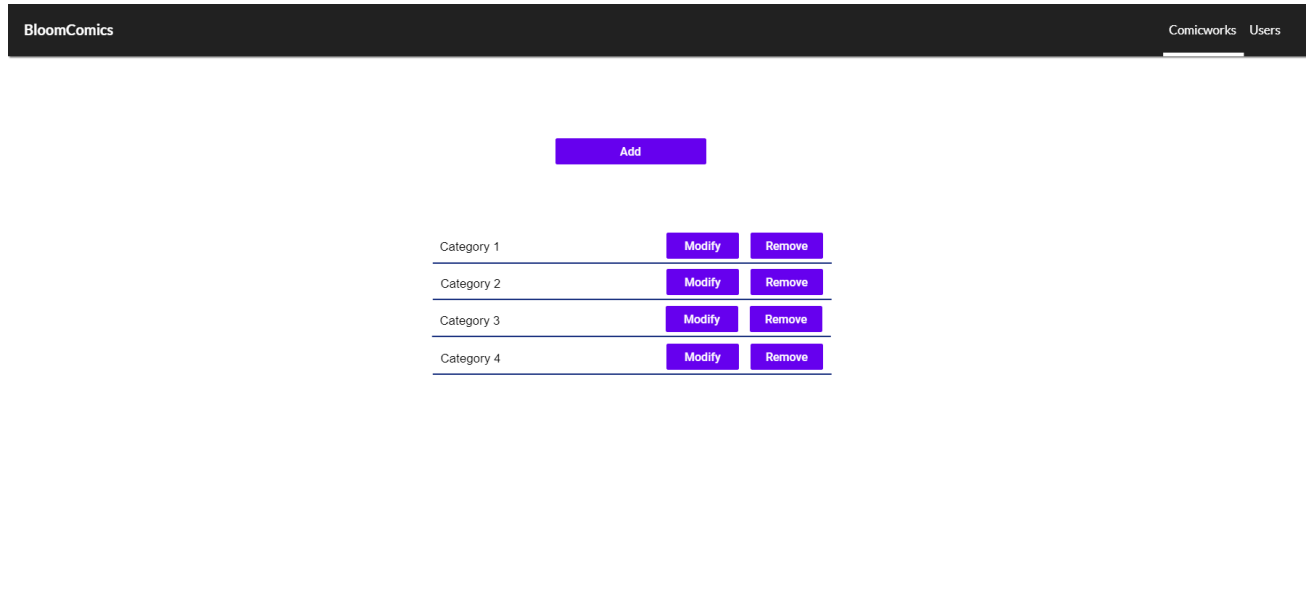 BloomComics Comicworks Users
Add
Category 1 Modify Remove
Category 2 Modify Remove
Category 3 Modify Remove
Category 4 Modify Remove